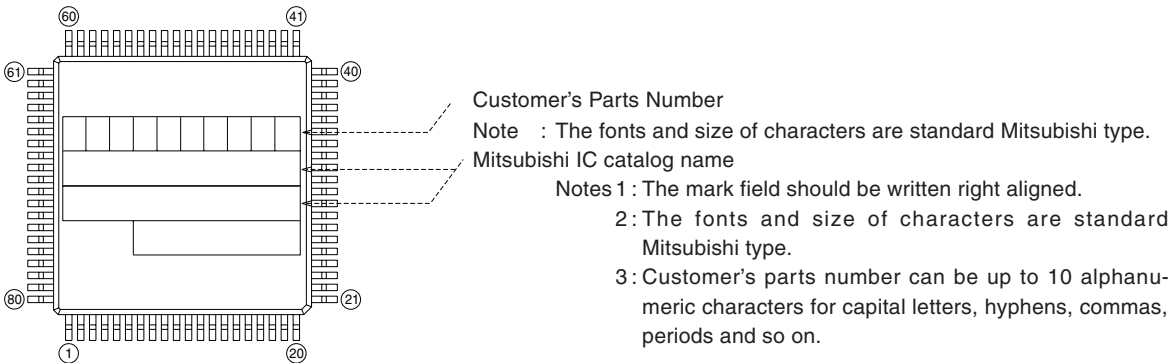 60 41
61 40
Customer's Parts Number
Note : The fonts and size of characters are standard Mitsubishi type.
Mitsubishi IC catalog name
Notes 1 : The mark field should be written right aligned.
2 : The fonts and size of characters are standard
Mitsubishi type.
3 : Customer's parts number can be up to 10 alphanu-
meric characters for capital letters, hyphens, commas,
periods and so on.
80 21
1 20